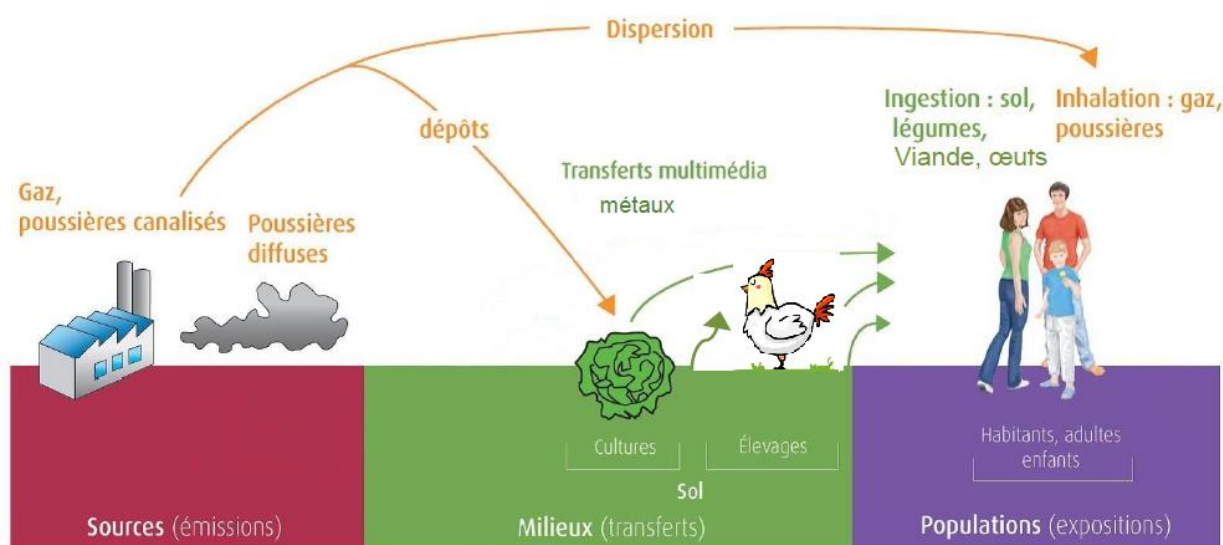 Dispersion
dépôts
Ingestion : sol,
légumes,
Viande, œuts
Inhalation : gaz,
poussières
Transferts multimédia
métaux
Gaz,
poussières canalisés
Poussières
diffuses
Cultures
Élevages
Sol
Habitants, adultes
enfants
Sources (émissions)
Milieux (transferts)
Populations (expositions)